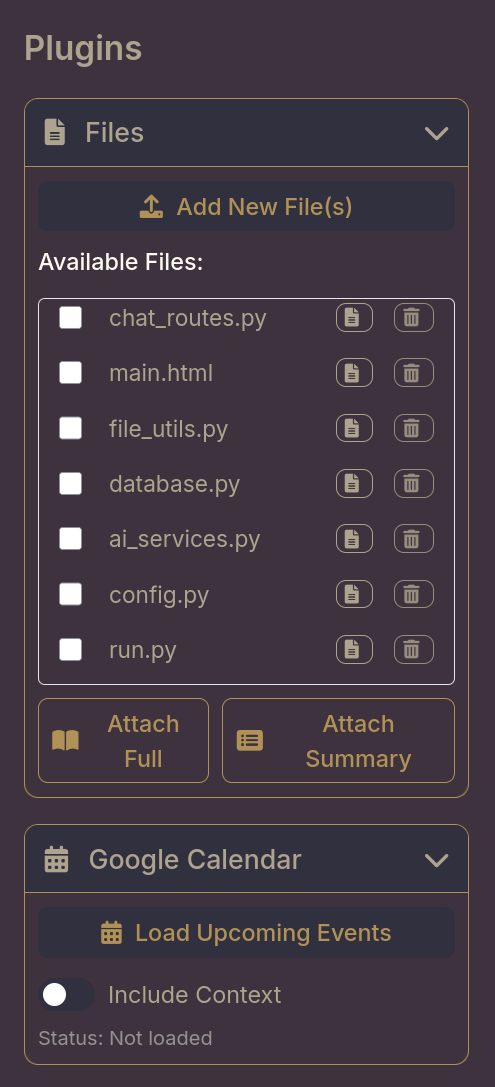 Plugins
Files
Add New File(s)
Available Files:
chat_routes.py
main.html
file_utils.py
database.py
ai_services.py
config.py
run.py
Attach
Full
Attach
Summary
Google Calendar
Load Upcoming Events
Include Context
Status: Not loaded